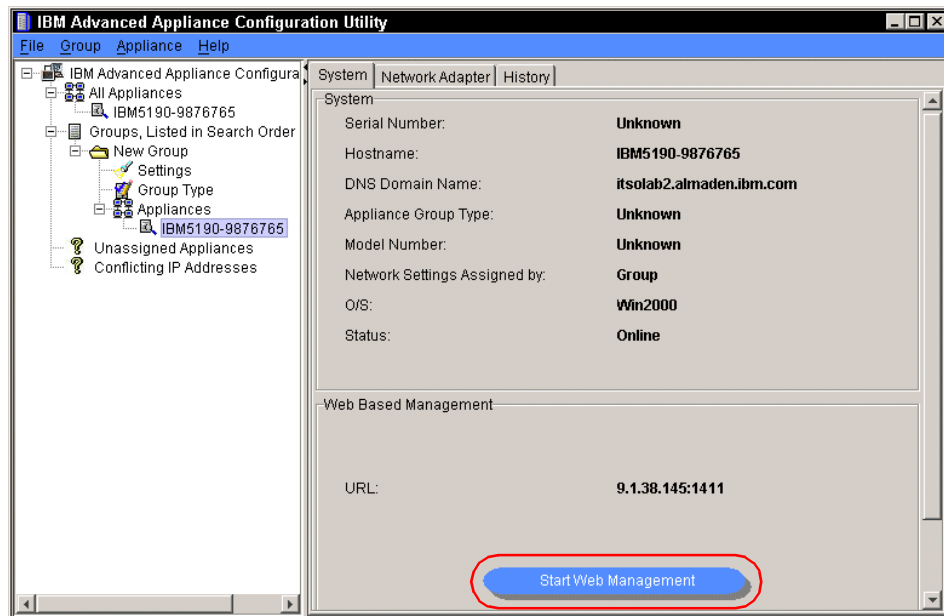 IBM Advanced Appliance Configuration Utility
File Group Appliance Help
IBM Advanced Appliance Configura
All Appliances
IBM5190-9876765
Groups, Listed in Search Order
New Group
Settings
Group Type
Appliances
IBM5190-9876765
Unassigned Appliances
Conflicting IP Addresses
System Network Adapter History
System
Serial Number: Unknown
Hostname: IBM5190-9876765
DNS Domain Name: itsolab2.almaden.ibm.com
Appliance Group Type: Unknown
Model Number: Unknown
Network Settings Assigned by: Group
O/S: Win2000
Status: Online
Web Based Management
URL: 9.1.38.145:1411
Start Web Management